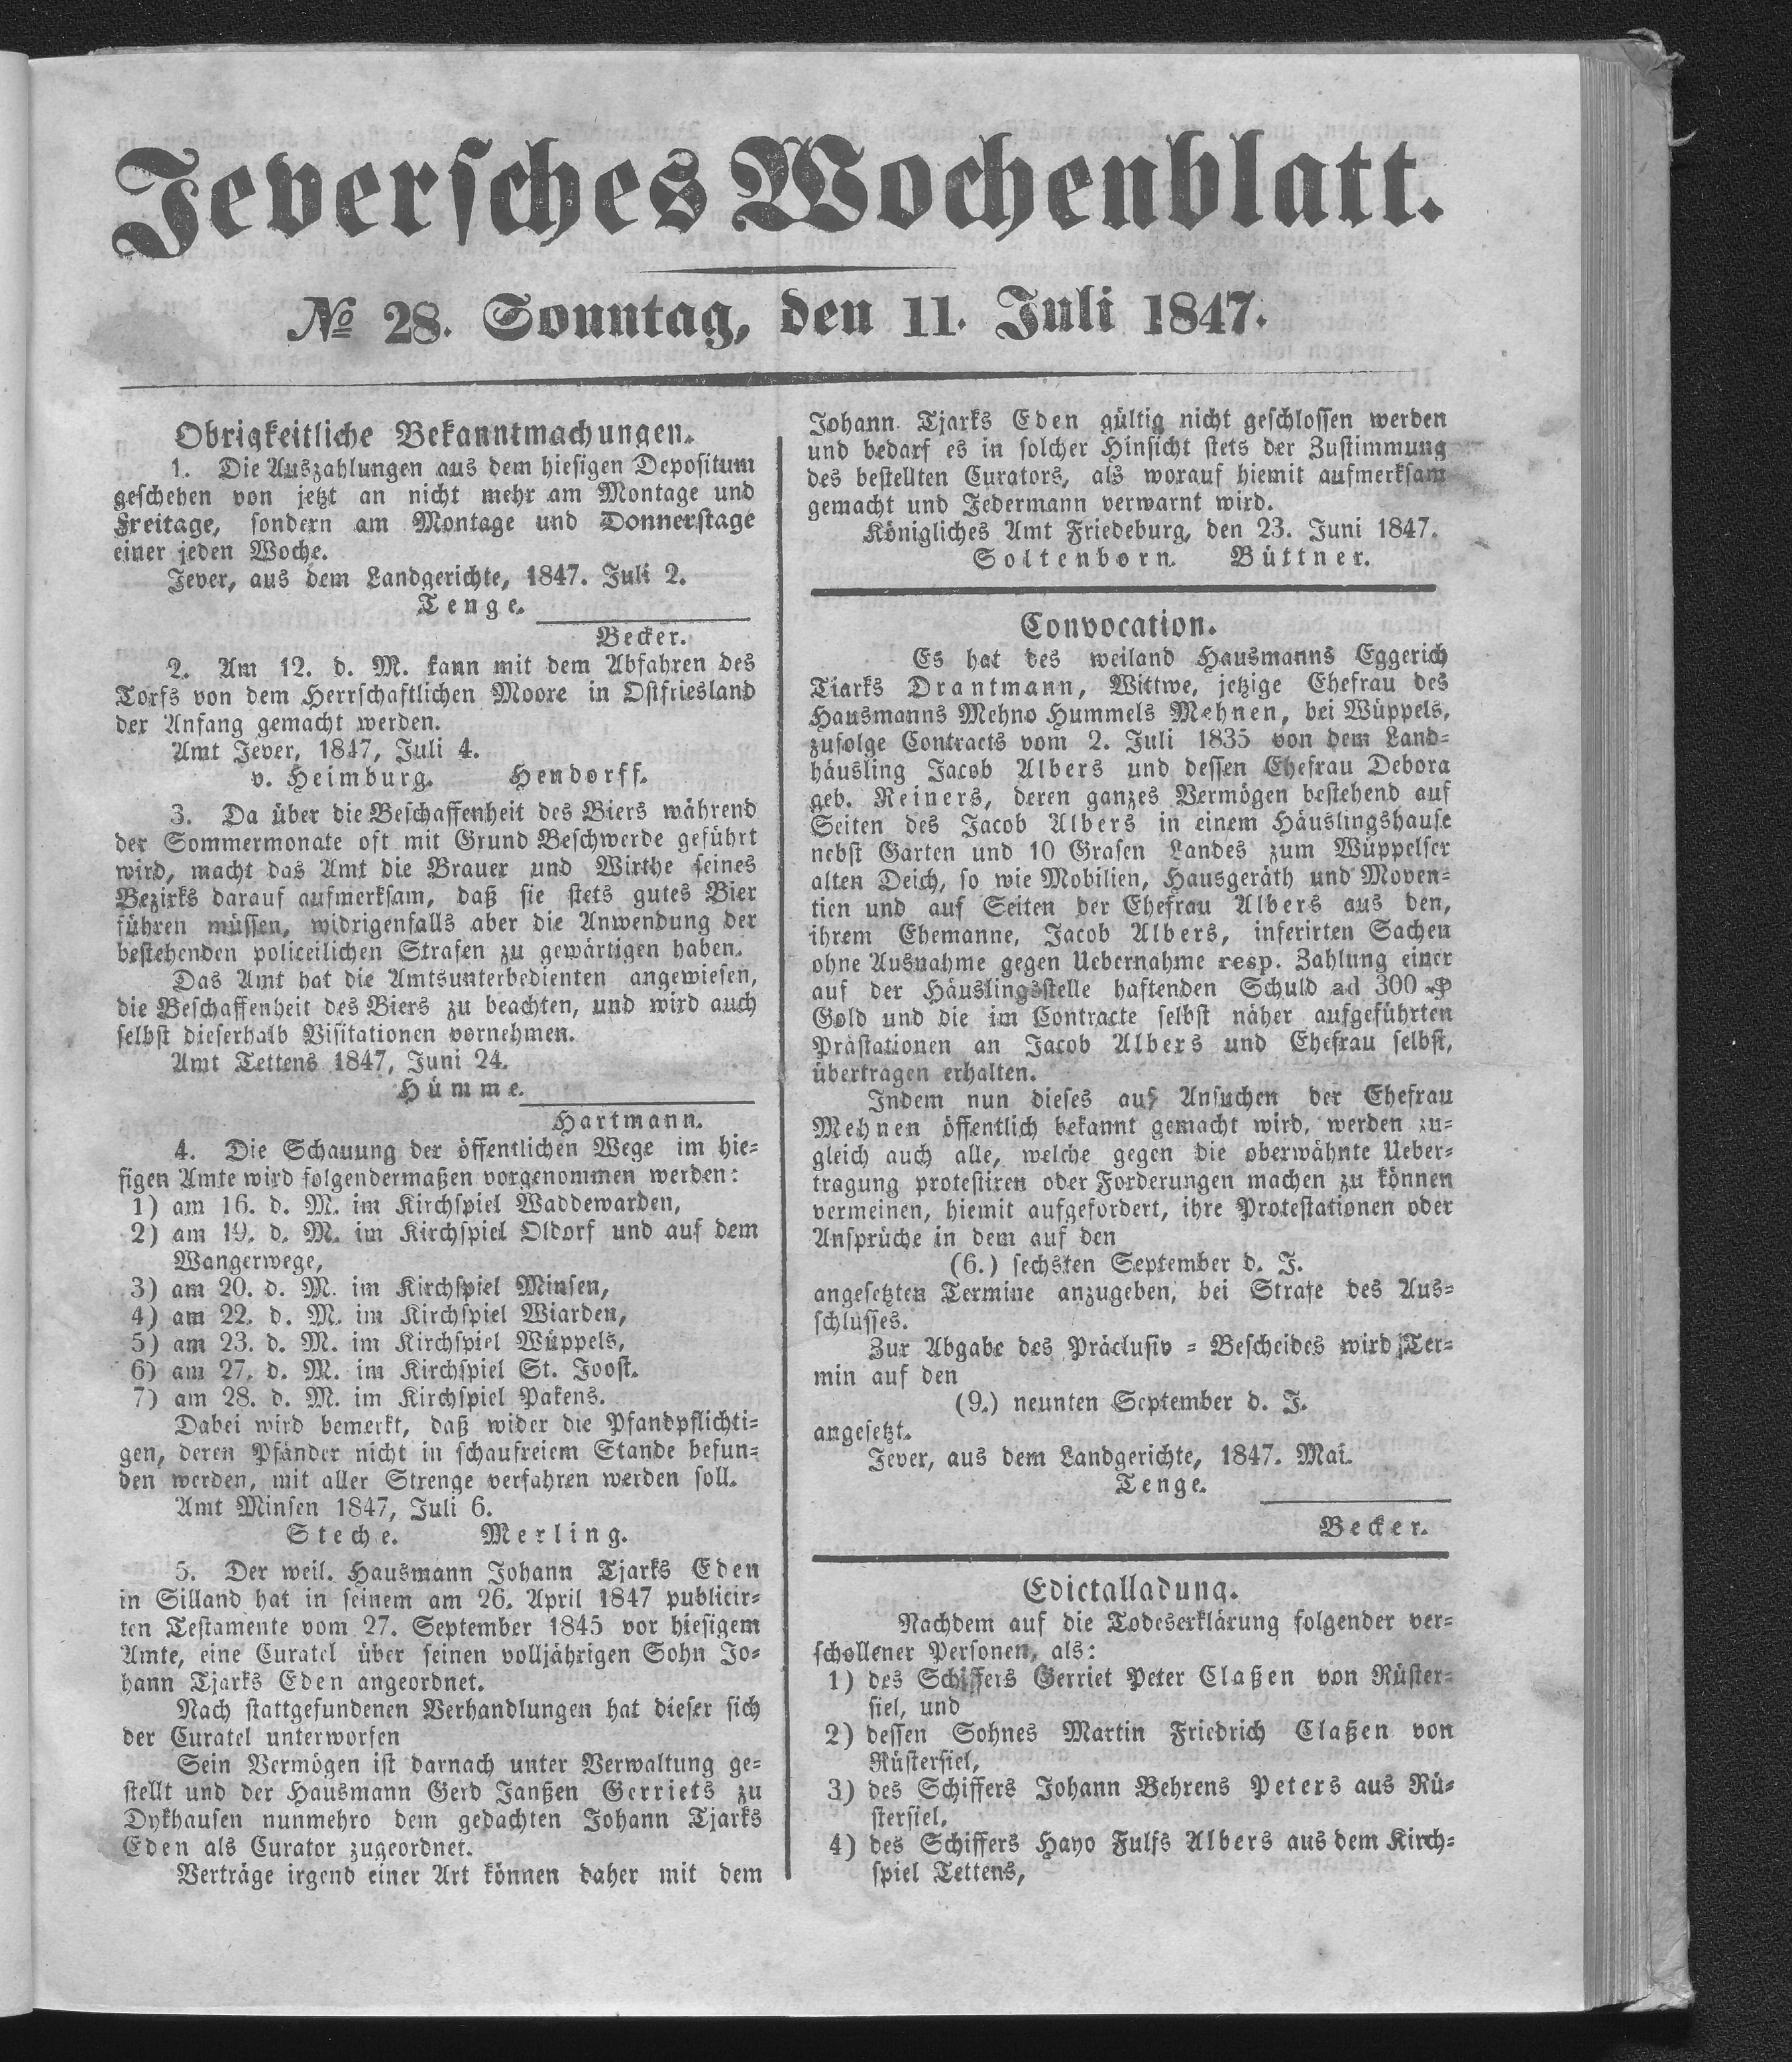 Jeversches Wochenblatt.
№ 28. Sonntag, den 11. Juli 1847.
Obrigkeitliche Bekanntmachungen.
1. Die Auszahlungen aus dem hiesigen Depositum
geschehen von jetzt an nicht mehr am Montage und
Freitage, sondern am Montage und Donnerstage
einer jeden Woche.
Jever, aus dem Landgerichte, 1847. Juli 2.
Tenge.
Becker.
2. Am 12. d. M. kann mit dem Abfahren des
Torfs von dem Herrschaftlichen Moore in Ostfriesland
der Anfang gemacht werden.
Amt Jever, 1847, Juli 4.
v. Heimburg. Hendorff.
3. Da über die Beschaffenheit des Biers während
der Sommermonate oft mit Grund Beschwerde geführt
wird, macht das Amt die Brauer und Wirthe seines
Bezirks darauf aufmerksam, daß sie stets gutes Bier
führen müssen, widrigenfalls aber die Anwendung der
bestehenden policeilichen Strafen zu gewärtigen haben.
Das Amt hat die Amtsunterbedienten angewiesen,
die Beschaffenheit des Biers zu beachten, und wird auch
selbst dieserhalb Visitationen vornehmen.
Amt Tettens 1847, Juni 24.
Hümme.
Hartmann.
4. Die Schauung der öffentlichen Wege im hie-
sigen Amte wird folgendermaßen vorgenommen werden:
1) am 16. d. M. im Kirchspiel Waddewarden,
2) am 19. d. M. im Kirchspiel Oldorf und auf dem
Wangerwege,
3) am 20. d. M. im Kirchspiel Minsen,
4) am 22. d. M. im Kirchspiel Wiarden,
5) am 23. d. M. im Kirchspiel Wüppels,
6) am 27. d. M. im Kirchspiel St. Joost.
7) am 28. d. M. im Kirchspiel Pakens.
Dabei wird bemerkt, daß wider die Pfandpflichti-
gen, deren Pfänder nicht in schaufreiem Stande befun-
den werden, mit aller Strenge verfahren werden soll.
Amt Minsen 1847, Juli 6.
Steche. Merling.
5. Der weil. Hausmann Johann Tjarks Eden
in Silland hat in seinem am 26. April 1847 publicir-
ten Testamente vom 27. September 1845 vor hiesigem
Amte, eine Curatel über seinen volljährigen Sohn Jo-
hann Tjarks Eden angeordnet.
Nach stattgefundenen Verhandlungen hat dieser sich
der Curatel unterworfen
Sein Vermögen ist darnach unter Verwaltung ge-
stellt und der Hausmann Gerd Janßen Gerriets zu
Dykhausen nunmehro dem gedachten Johann Tjarks
Eden als Curator zugeordnet.
Verträge irgend einer Art können daher mit dem
Johann Tjarks Eden gültig nicht geschlossen werden
und bedarf es in solcher Hinsicht stets der Zustimmung
des bestellten Curators, als worauf hiemit aufmerksam
gemacht und Jedermann verwarnt wird.
Königliches Amt Friedeburg, den 23. Juni 1847.
Soltenborn. Büttner.
Convocation.
Es hat des weiland Hausmanns Eggerich
Tiarks Drantmann, Wittwe, jetzige Ehefrau des
Hausmanns Mehno Hummels Mehnen, bei Wüppels,
zufolge Contracts vom 2. Juli 1835 von dem Land-
häusling Jacob Albers und dessen Ehefrau Debora
geb. Reiners, deren ganzes Vermögen bestehend auf
Seiten des Jacob Albers in einem Häuslingshause
nebst Garten und 10 Grasen Landes zum Wüppelser
alten Deich, so wie Mobilien, Hausgeräth und Moven-
tien und auf Seiten der Ehefrau Albers aus den,
ihrem Ehemanne, Jacob Albers, inferirten Sachen
ohne Ausnahme gegen Uebernahme resp. Zahlung einer
auf der Häuslingsstelle haftenden Schuld ad 300 ₰
Gold und die im Contracte selbst näher aufgeführten
Prästationen an Jacob Albers und Ehefrau selbst,
übertragen erhalten.
Indem nun dieses auf Ansuchen der Ehefrau
Mehnen öffentlich bekannt gemacht wird, werden zu-
gleich auch alle, welche gegen die oberwähnte Ueber-
tragung protestiren oder Forderungen machen zu können
vermeinen, hiemit aufgefordert, ihre Protestationen oder
Ansprüche in dem auf den
(6.) sechsten September d. J.
angesetzten Termine anzugeben, bei Strafe des Aus-
schlusses.
Zur Abgabe des Präclusiv-Bescheides wird Ter-
min auf den
(9.) neunten September d. J.
angesetzt.
Jever, aus dem Landgerichte, 1847. Mai.
Tenge.
Becker.
Edictalladung.
Nachdem auf die Todeserklärung folgender ver-
schollener Personen, als:
1) des Schiffers Gerriet Peter Claßen von Rüster-
siel, und
2) dessen Sohnes Martin Friedrich Claßen von
Rüstersiel,
3) des Schiffers Johann Behrens Peters aus Rü-
stersiel,
4) des Schiffers Hayo Fulfs Albers aus dem Kirch-
spiel Tettens,